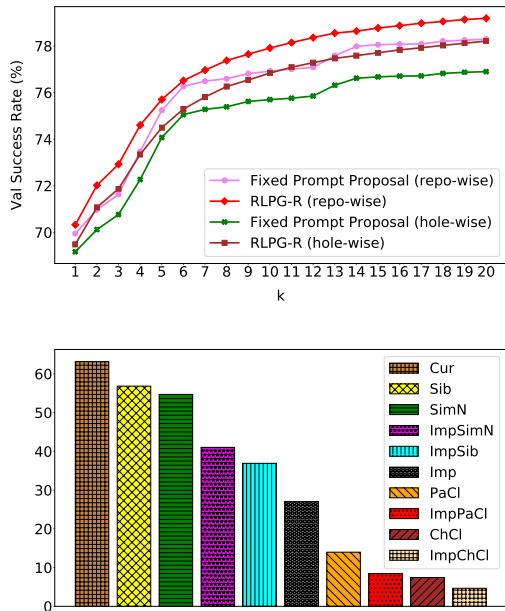 Val Success Rate (%)
78
76
74
72
70
Fixed Prompt Proposal (repo-wise)
RLPG-R (repo-wise)
Fixed Prompt Proposal (hole-wise)
RLPG-R (hole-wise)
1 2 3 4 5 6 7 8 9 10 11 12 13 14 15 16 17 18 19 20
k
60
50
40
30
20
10
0
Cur
Sib
SimN
ImpSimN
ImpSib
Imp
PaCl
ImpPaCl
ChCl
ImpChCl